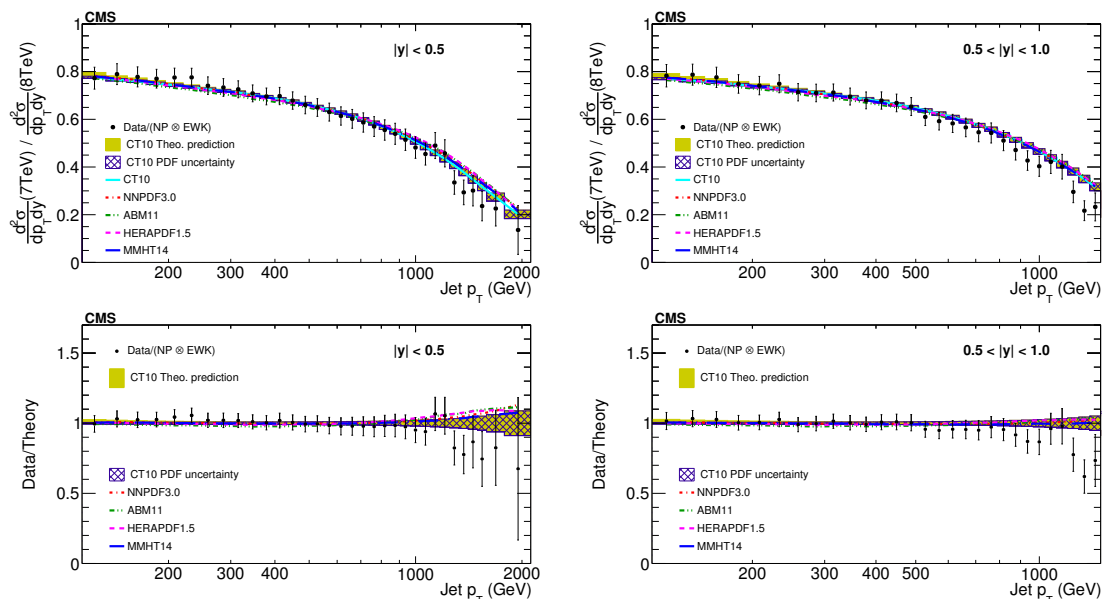 CMS
|y| < 0.5
d²σ/dp_T dy (7TeV) / d²σ/dp_T dy (8TeV)
1
0.8
0.6
0.4
0.2
0
Data/(NP ⊗ EWK)
CT10 Theo. prediction
CT10 PDF uncertainty
CT10
NNPDF3.0
ABM11
HERAPDF1.5
MMHT14
200 300 400 1000 2000
Jet p_T (GeV)
CMS
0.5 < |y| < 1.0
d²σ/dp_T dy (7TeV) / d²σ/dp_T dy (8TeV)
1
0.8
0.6
0.4
0.2
0
Data/(NP ⊗ EWK)
CT10 Theo. prediction
CT10 PDF uncertainty
CT10
NNPDF3.0
ABM11
HERAPDF1.5
MMHT14
200 300 400 500 1000
Jet p_T (GeV)
CMS
|y| < 0.5
Data/Theory
1.5
1
0.5
0
Data/(NP ⊗ EWK)
CT10 Theo. prediction
CT10 PDF uncertainty
NNPDF3.0
ABM11
HERAPDF1.5
MMHT14
200 300 400 1000 2000
Jet p_T (GeV)
CMS
0.5 < |y| < 1.0
Data/Theory
1.5
1
0.5
0
Data/(NP ⊗ EWK)
CT10 Theo. prediction
CT10 PDF uncertainty
NNPDF3.0
ABM11
HERAPDF1.5
MMHT14
200 300 400 500 1000
Jet p_T (GeV)